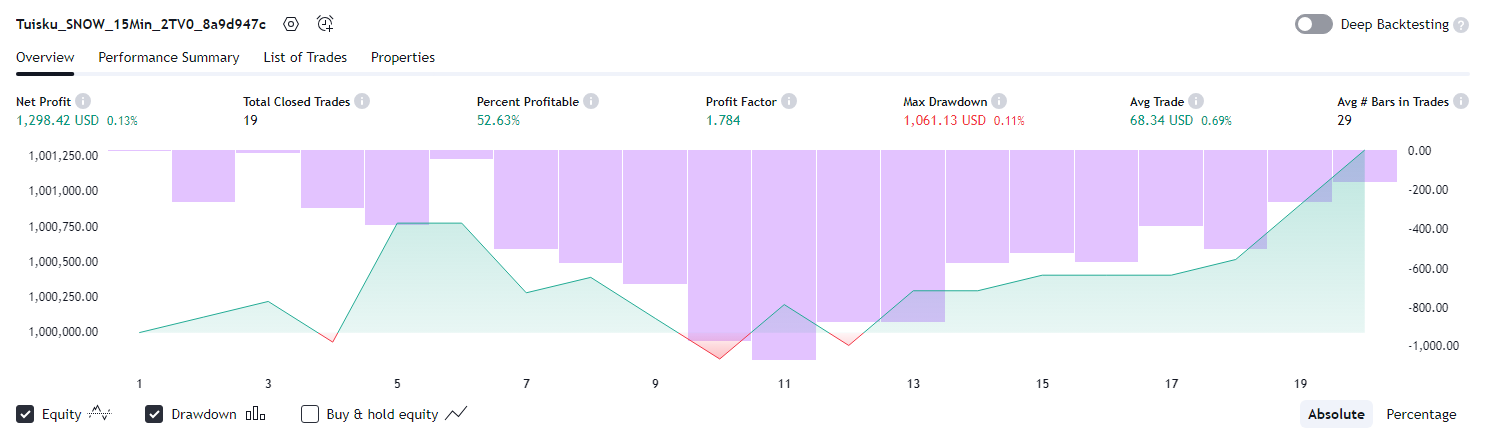 Tuisku_SNOW_15Min_2TV0_8a9d947c Deep Backtesting ?
Overview Performance Summary List of Trades Properties
Net Profit i Total Closed Trades i Percent Profitable i Profit Factor i Max Drawdown i Avg Trade i Avg # Bars in Trades i
1,298.42 USD 0.13% 19 52.63% 1.784 1,061.13 USD 0.11% 68.34 USD 0.69% 29
1,001,250.00 0.00
1,001,000.00 -200.00
1,000,750.00 -400.00
1,000,500.00 -600.00
1,000,250.00 -800.00
1,000,000.00 -1,000.00
1 3 5 7 9 11 13 15 17 19
Equity Drawdown Buy & hold equity Absolute Percentage